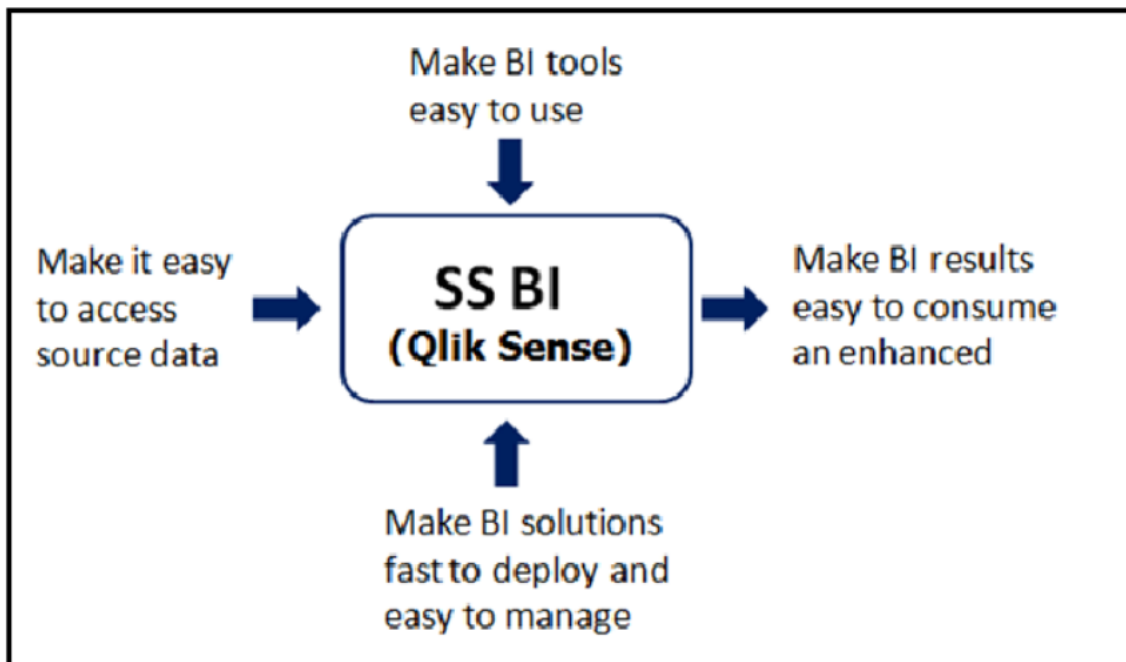 Make BI tools
easy to use
Make it easy
to access
source data
SS BI
(Qlik Sense)
Make BI results
easy to consume
an enhanced
Make BI solutions
fast to deploy and
easy to manage